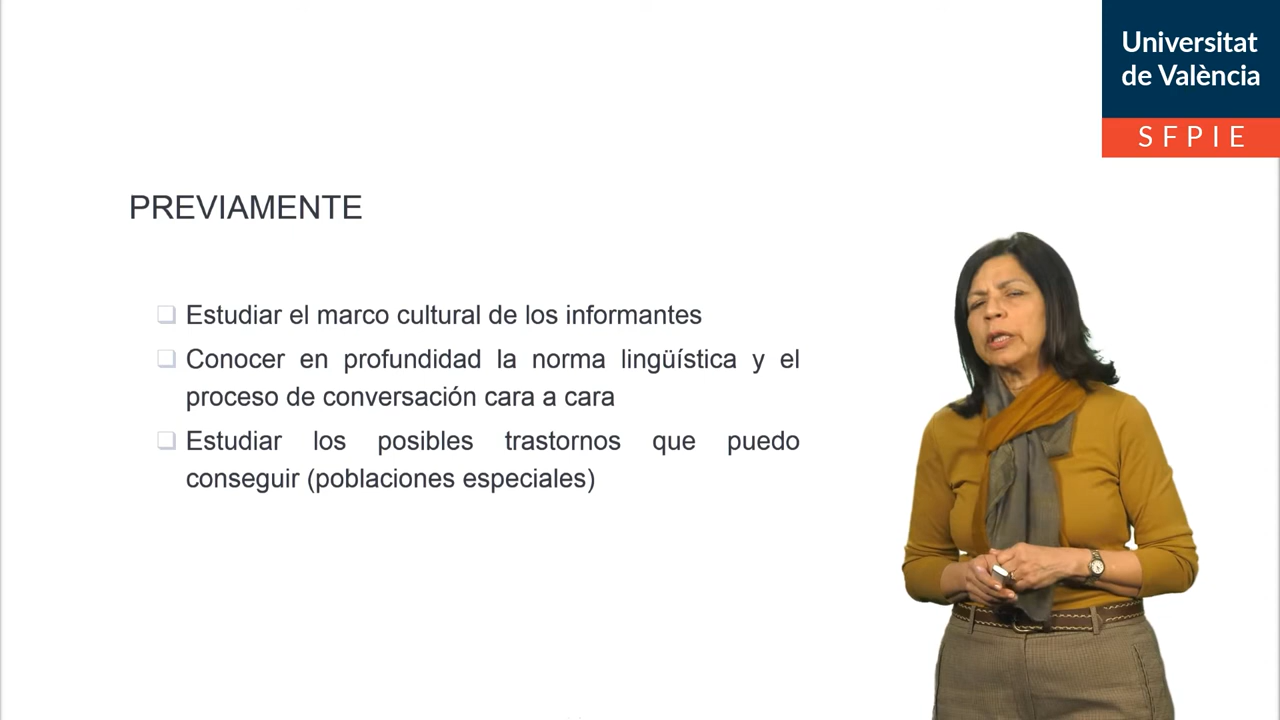 Universitat
de València
SFPIE
PREVIAMENTE
Estudiar el marco cultural de los informantes
Conocer en profundidad la norma lingüística y el
proceso de conversación cara a cara
Estudiar los posibles trastornos que puedo
conseguir (poblaciones especiales)